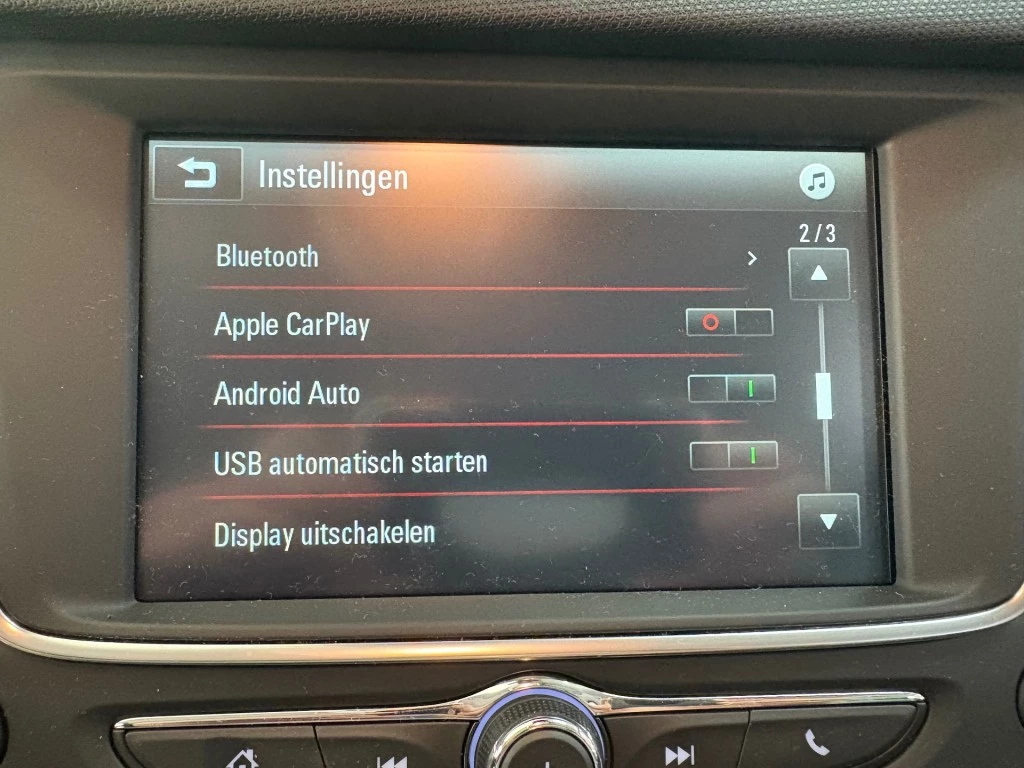 Instellingen
2/3
Bluetooth
Apple CarPlay
Android Auto
USB automatisch starten
Display uitschakelen